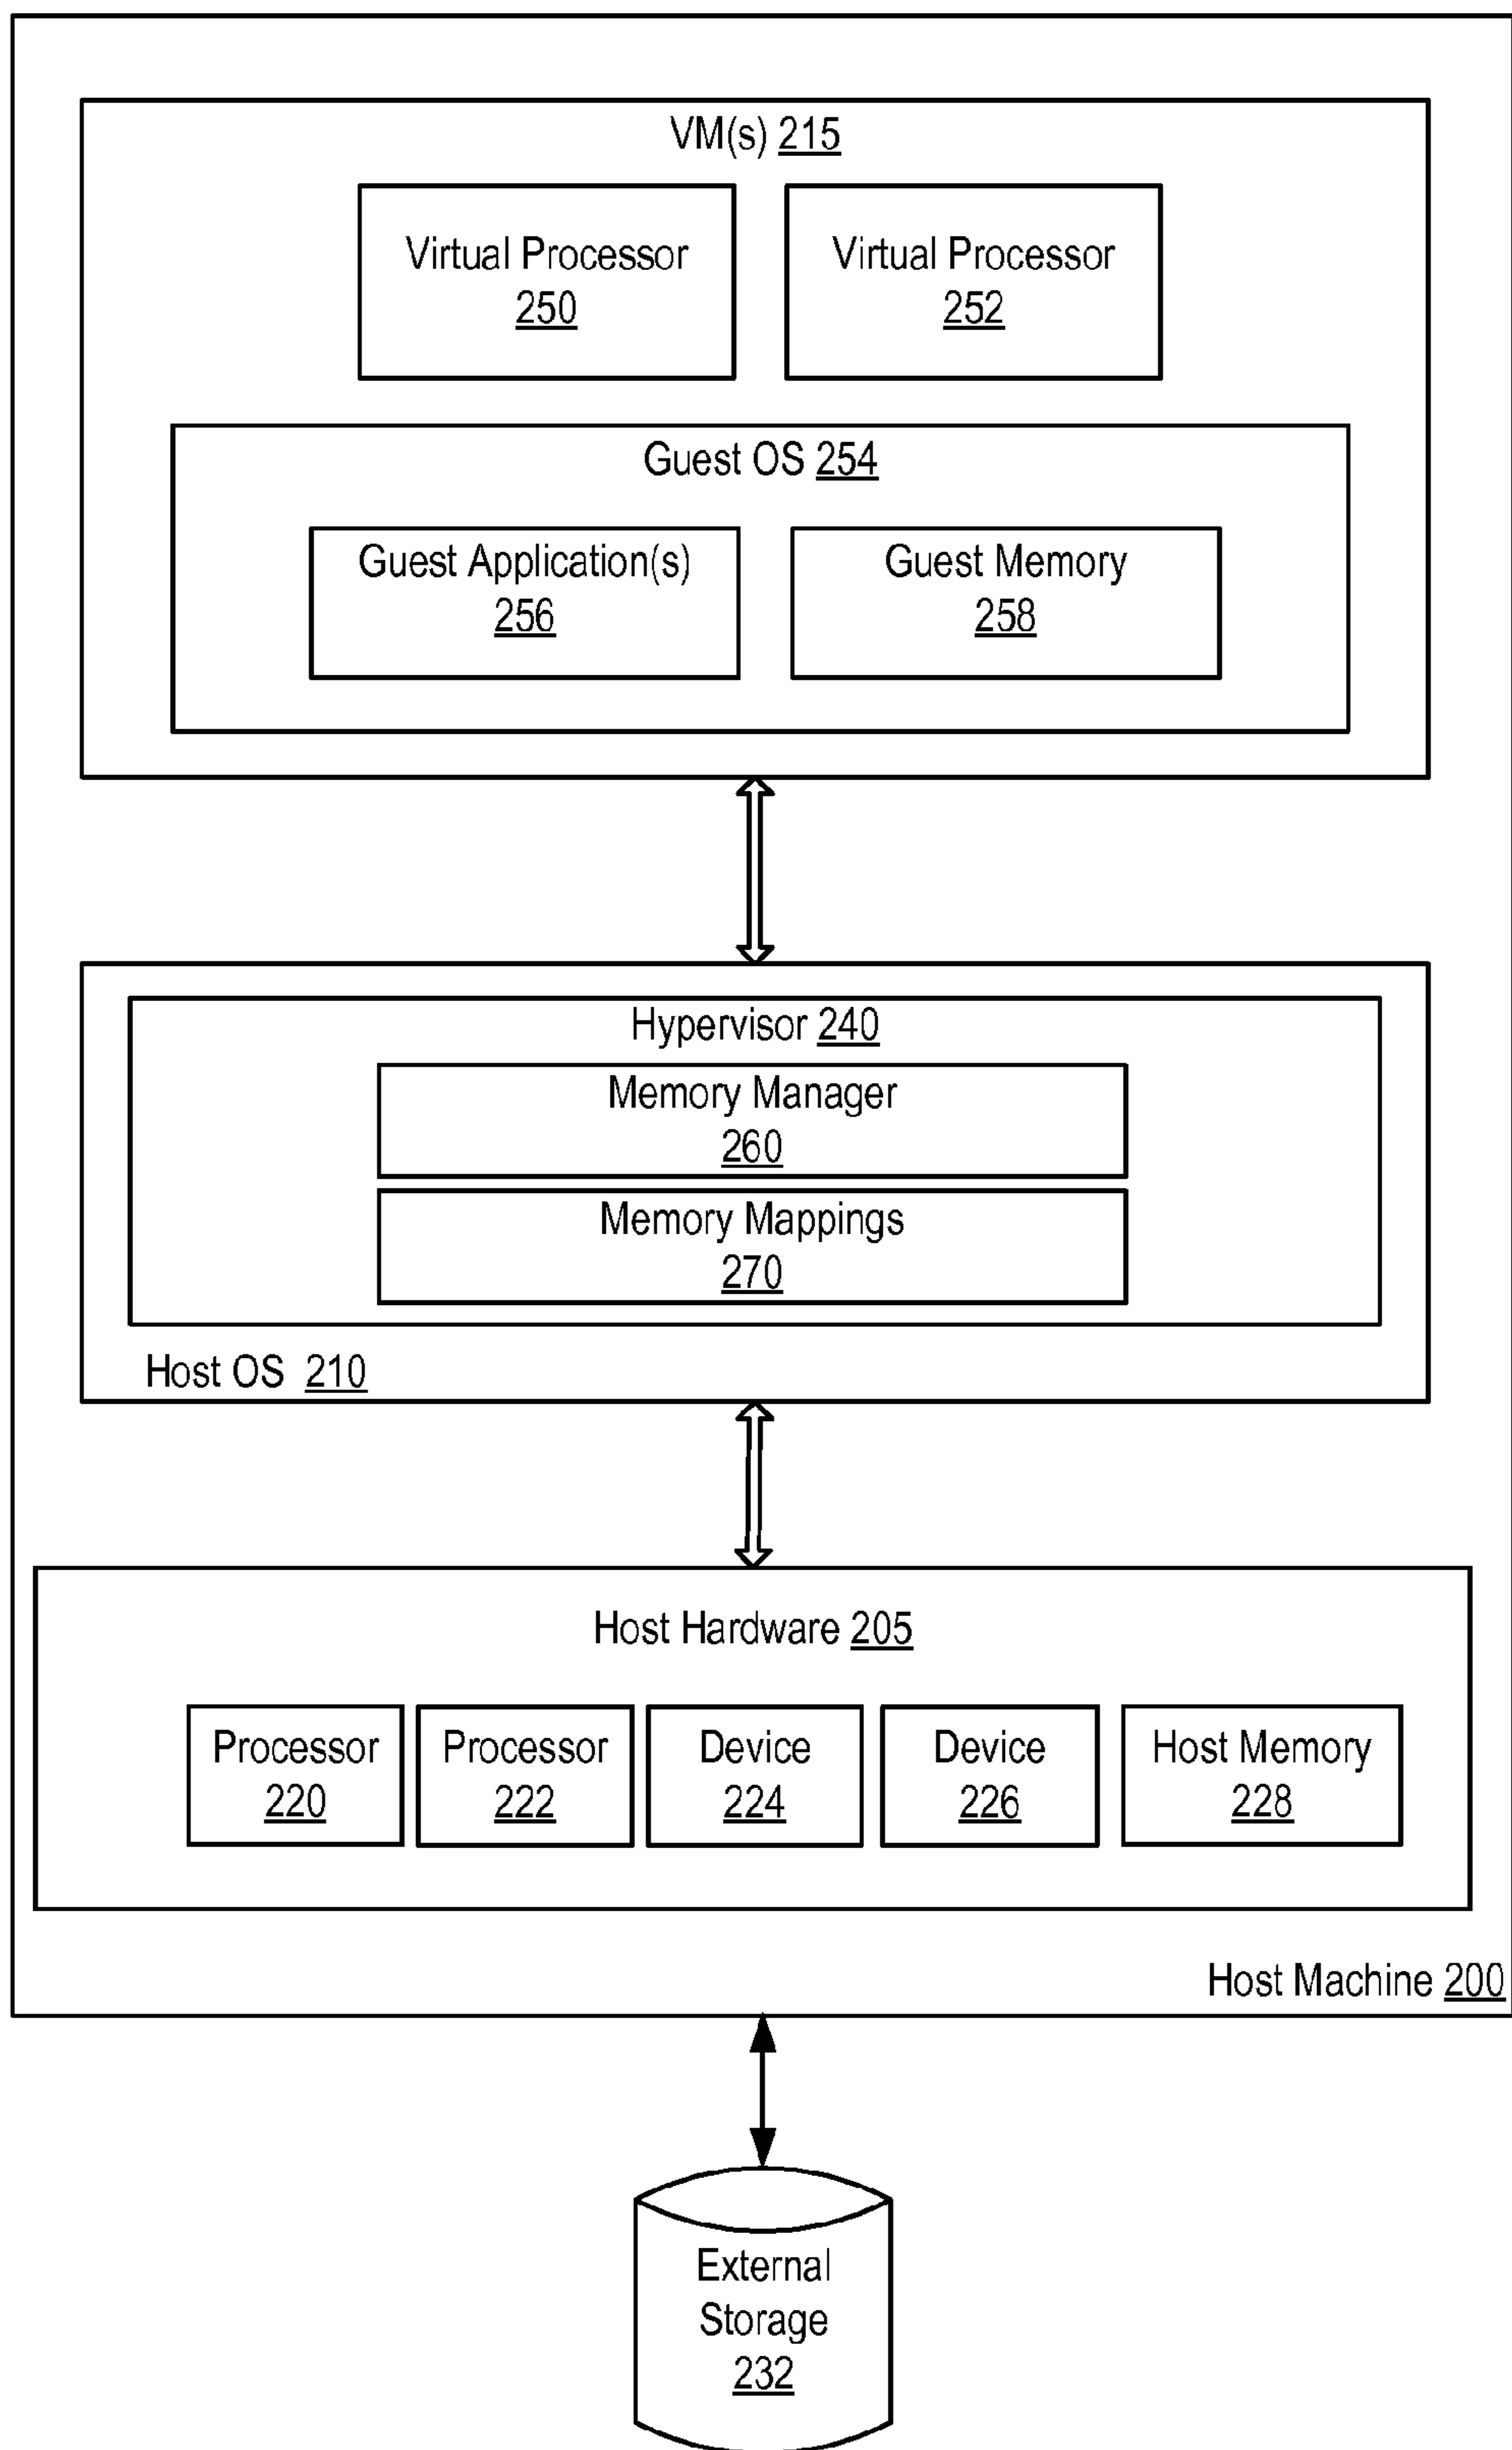 VM(s) 215
Virtual Processor
250
Virtual Processor
252
Guest OS 254
Guest Application(s)
256
Guest Memory
258
Hypervisor 240
Memory Manager
260
Memory Mappings
270
Host OS 210
Host Hardware 205
Processor
220
Processor
222
Device
224
Device
226
Host Memory
228
Host Machine 200
External
Storage
232